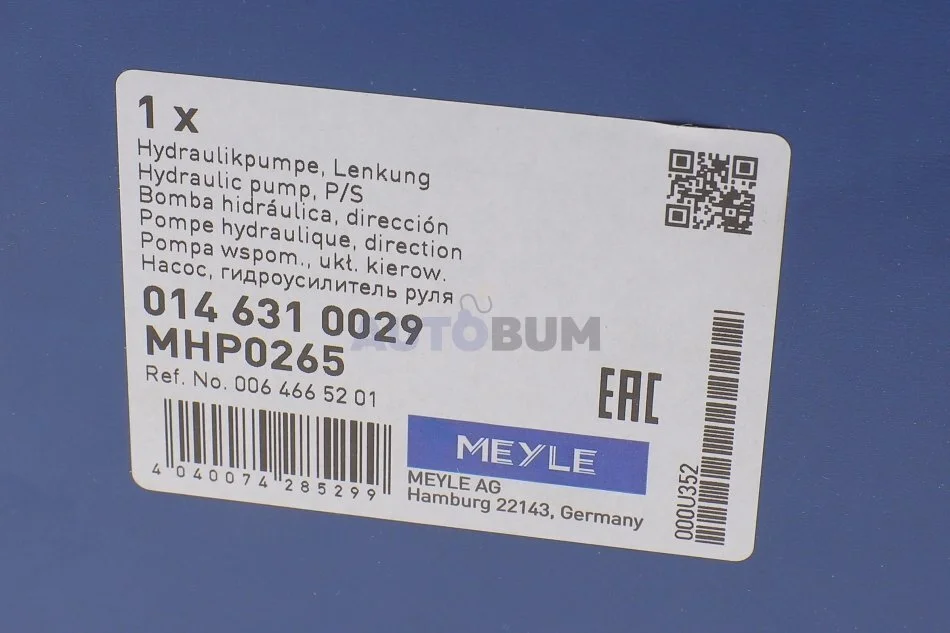 1 x
Hydraulikpumpe, Lenkung
Hydraulic pump, P/S
Bomba hidráulica, dirección
Pompe hydraulique, direction
Pompa wspom., ukł. kierow.
Насос, гидроусилитель руля
014 631 0029
MHP0265
Ref. No. 006 466 52 01
4 040074 285299
MEYLE
MEYLE AG
Hamburg 22143, Germany
EAC
000U352
AUTOBUM